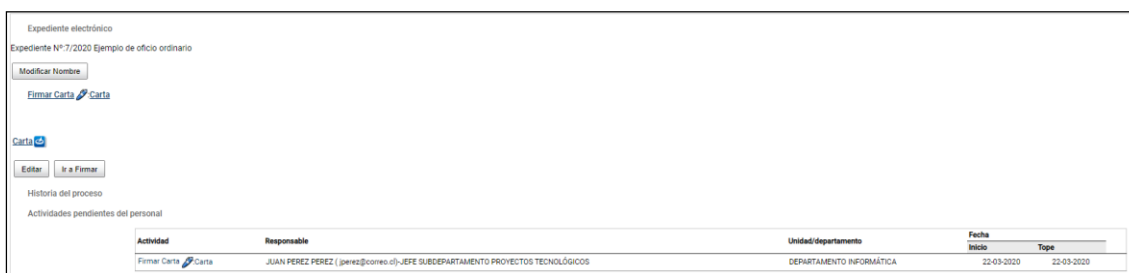 Expediente electrónico
Expediente Nº:7/2020 Ejemplo de oficio ordinario
Modificar Nombre
Firmar Carta :Carta
Carta
Editar Ir a Firmar
Historia del proceso
Actividades pendientes del personal
Actividad Responsable Unidad/departamento Fecha
Inicio Tope
Firmar Carta :Carta JUAN PEREZ PEREZ ( jperez@correo.cl)-JEFE SUBDEPARTAMENTO PROYECTOS TECNOLÓGICOS DEPARTAMENTO INFORMÁTICA 22-03-2020 22-03-2020